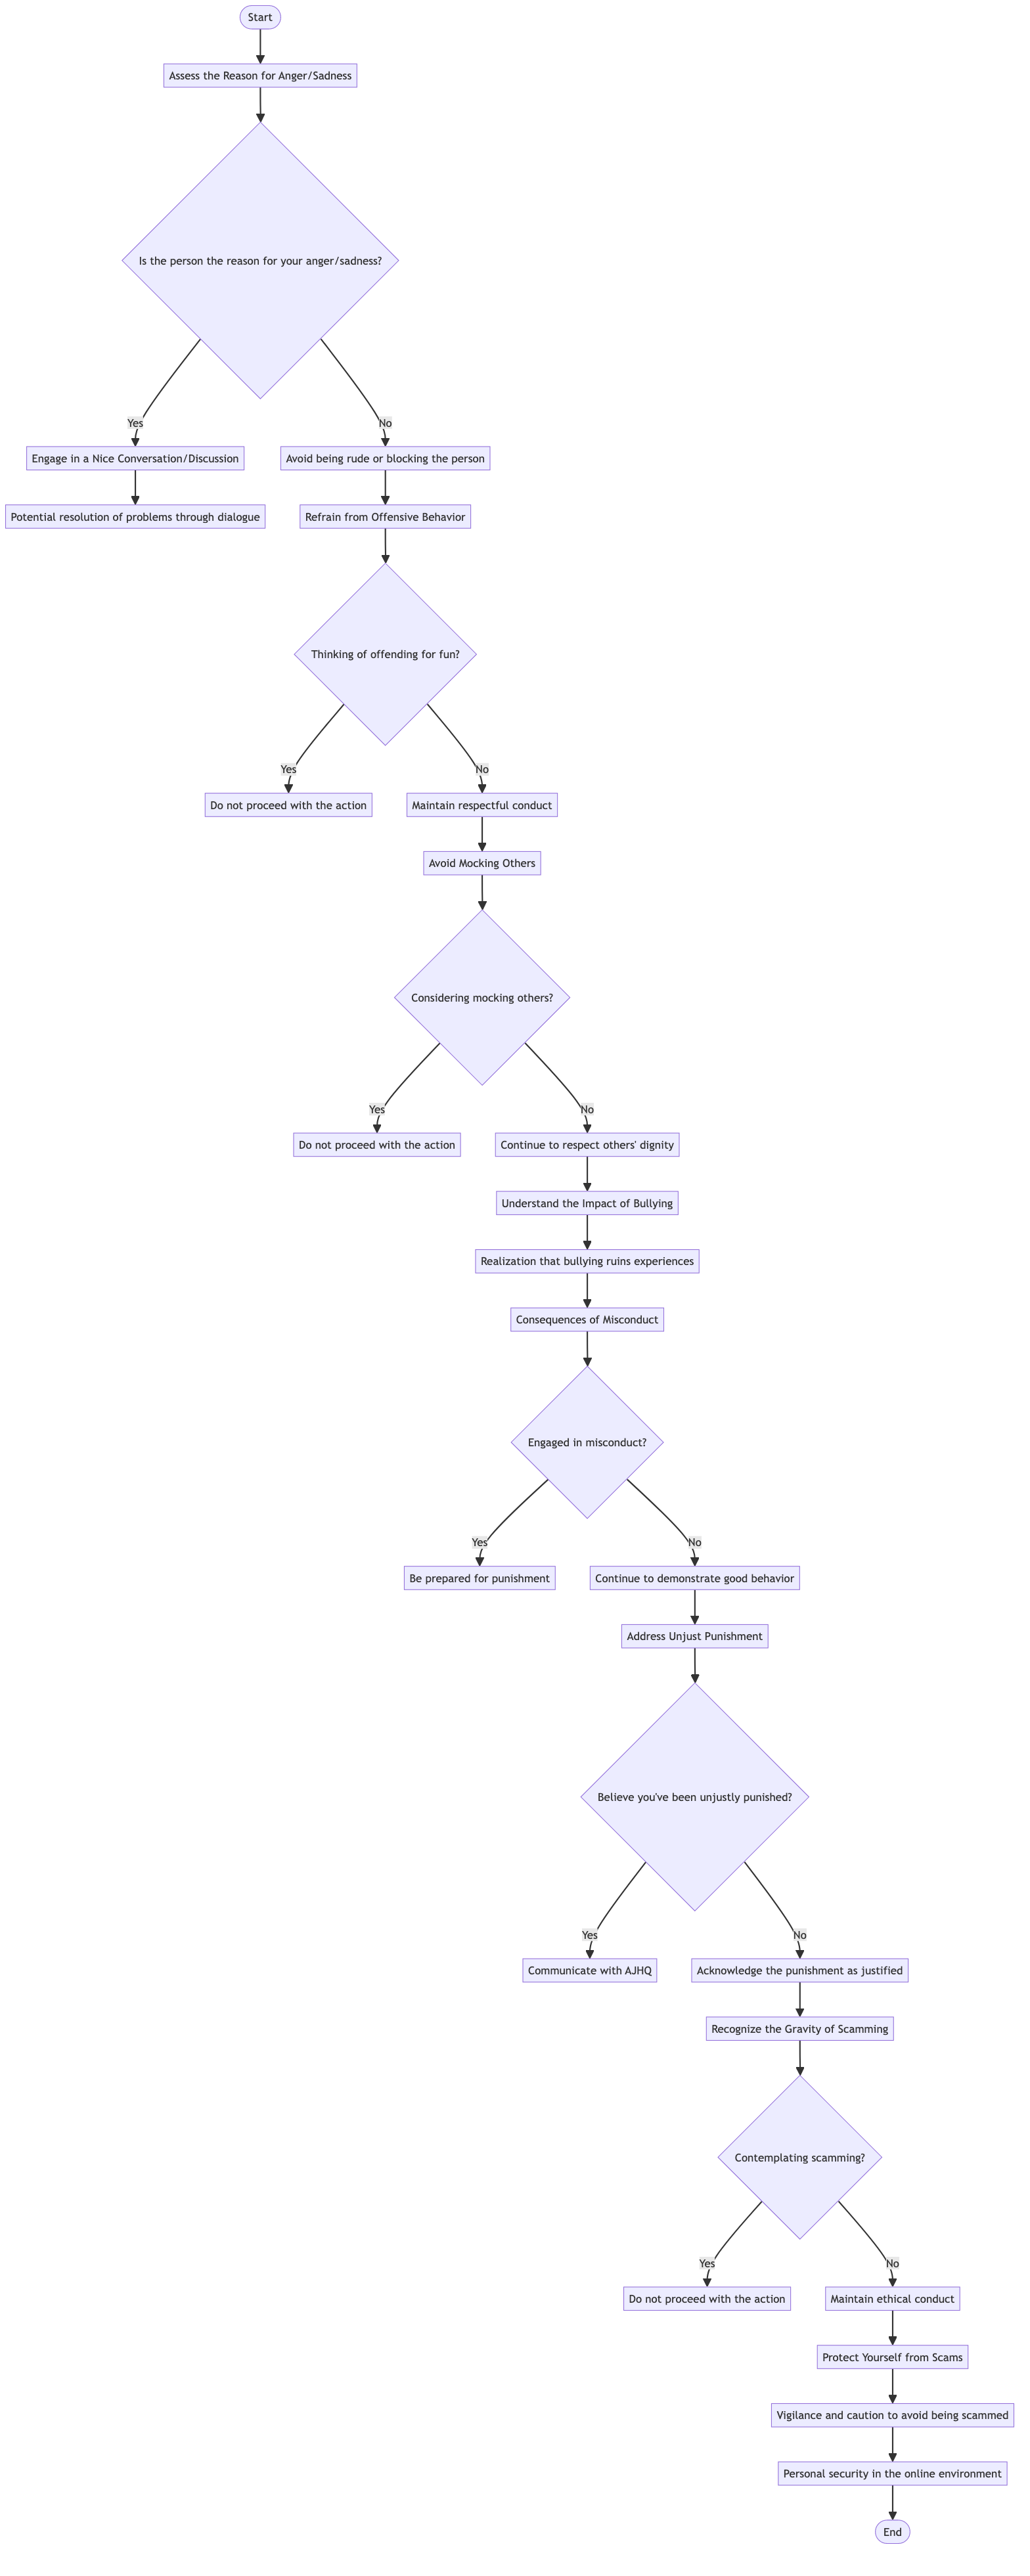 Start
Assess the Reason for Anger/Sadness
Is the person the reason for your anger/sadness?
Yes
No
Engage in a Nice Conversation/Discussion
Avoid being rude or blocking the person
Potential resolution of problems through dialogue
Refrain from Offensive Behavior
Thinking of offending for fun?
Yes
No
Do not proceed with the action
Maintain respectful conduct
Avoid Mocking Others
Considering mocking others?
Yes
No
Do not proceed with the action
Continue to respect others' dignity
Understand the Impact of Bullying
Realization that bullying ruins experiences
Consequences of Misconduct
Engaged in misconduct?
Yes
No
Be prepared for punishment
Continue to demonstrate good behavior
Address Unjust Punishment
Believe you've been unjustly punished?
Yes
No
Communicate with AJHQ
Acknowledge the punishment as justified
Recognize the Gravity of Scamming
Contemplating scamming?
Yes
No
Do not proceed with the action
Maintain ethical conduct
Protect Yourself from Scams
Vigilance and caution to avoid being scammed
Personal security in the online environment
End